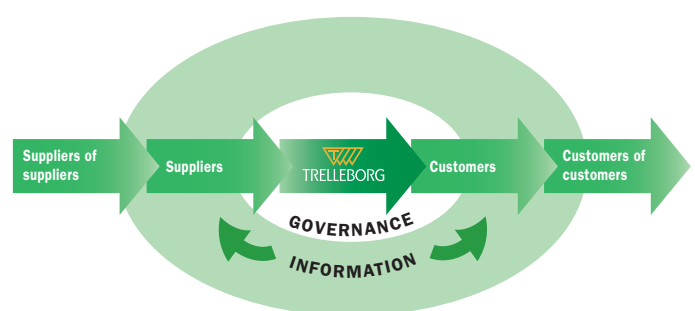 Suppliers of
suppliers
Suppliers
TRELLEBORG
Customers
Customers of
customers
GOVERNANCE
INFORMATION